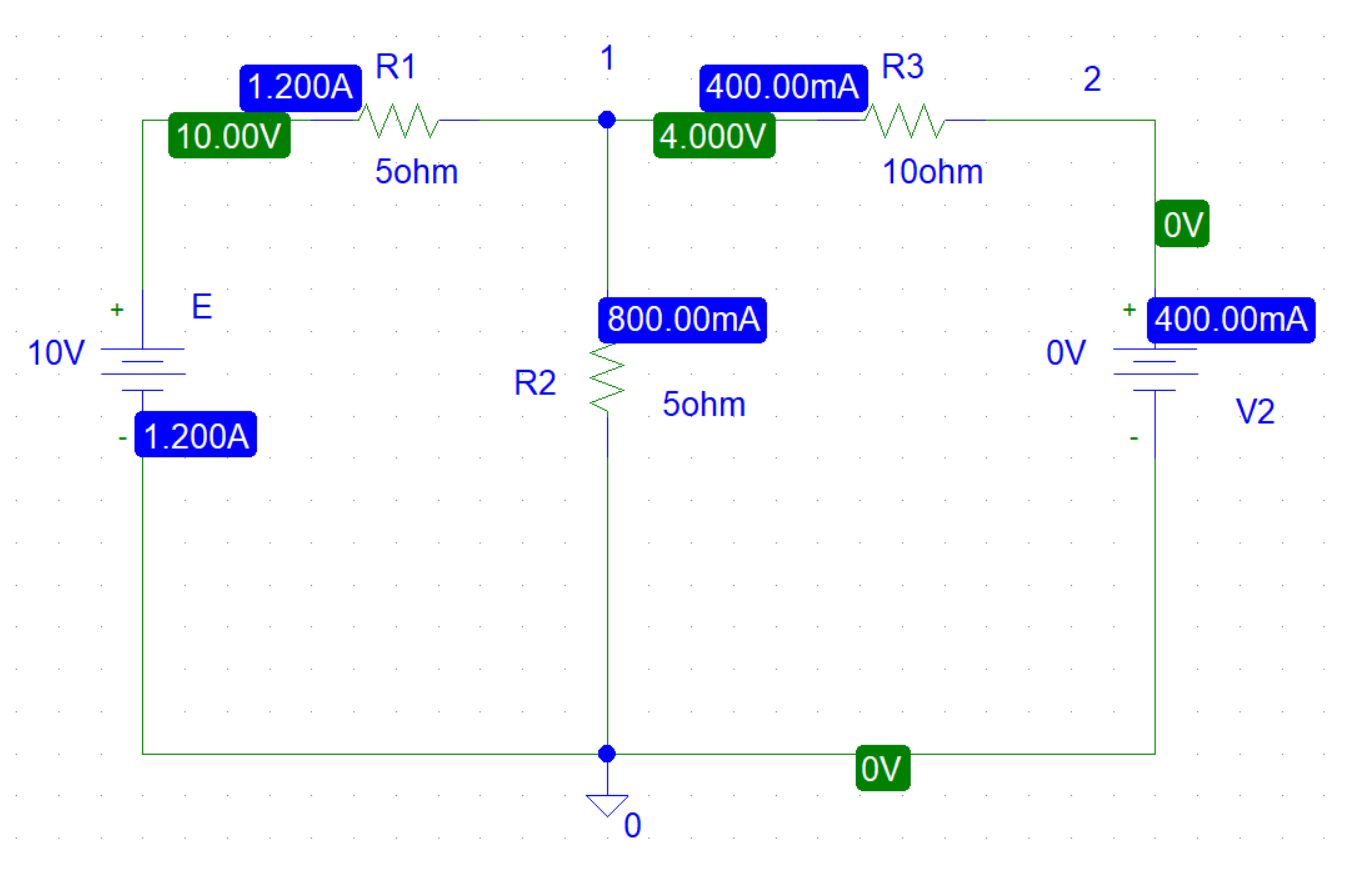 R1
1
R3
2
1.200A
400.00mA
10.00V
4.000V
5ohm
10ohm
0V
+
E
800.00mA
+
400.00mA
10V
0V
R2
5ohm
V2
-
1.200A
-
0V
0